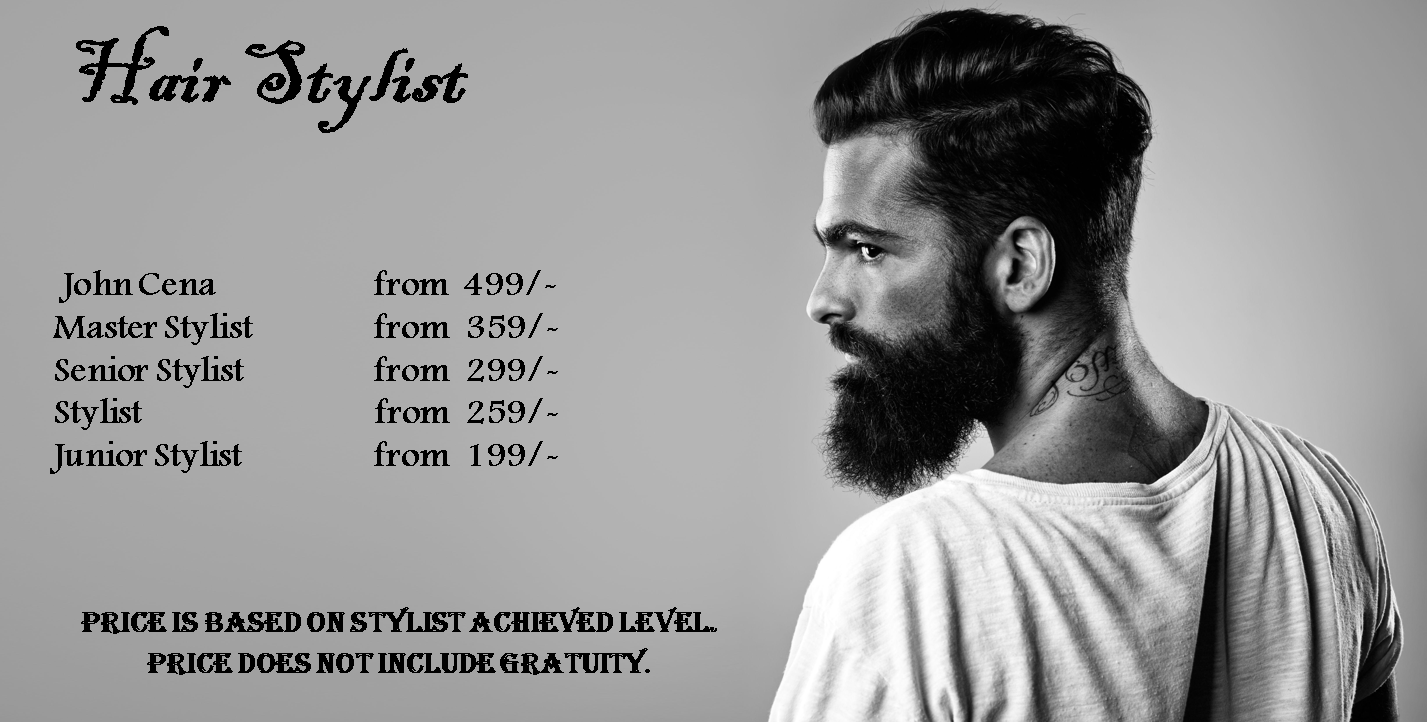 Hair Stylist
John Cena from 499/~
Master Stylist from 359/~
Senior Stylist from 299/~
Stylist from 259/~
Junior Stylist from 199/~
PRICE IS BASED ON STYLIST ACHIEVED LEVEL.
PRICE DOES NOT INCLUDE GRATUITY.